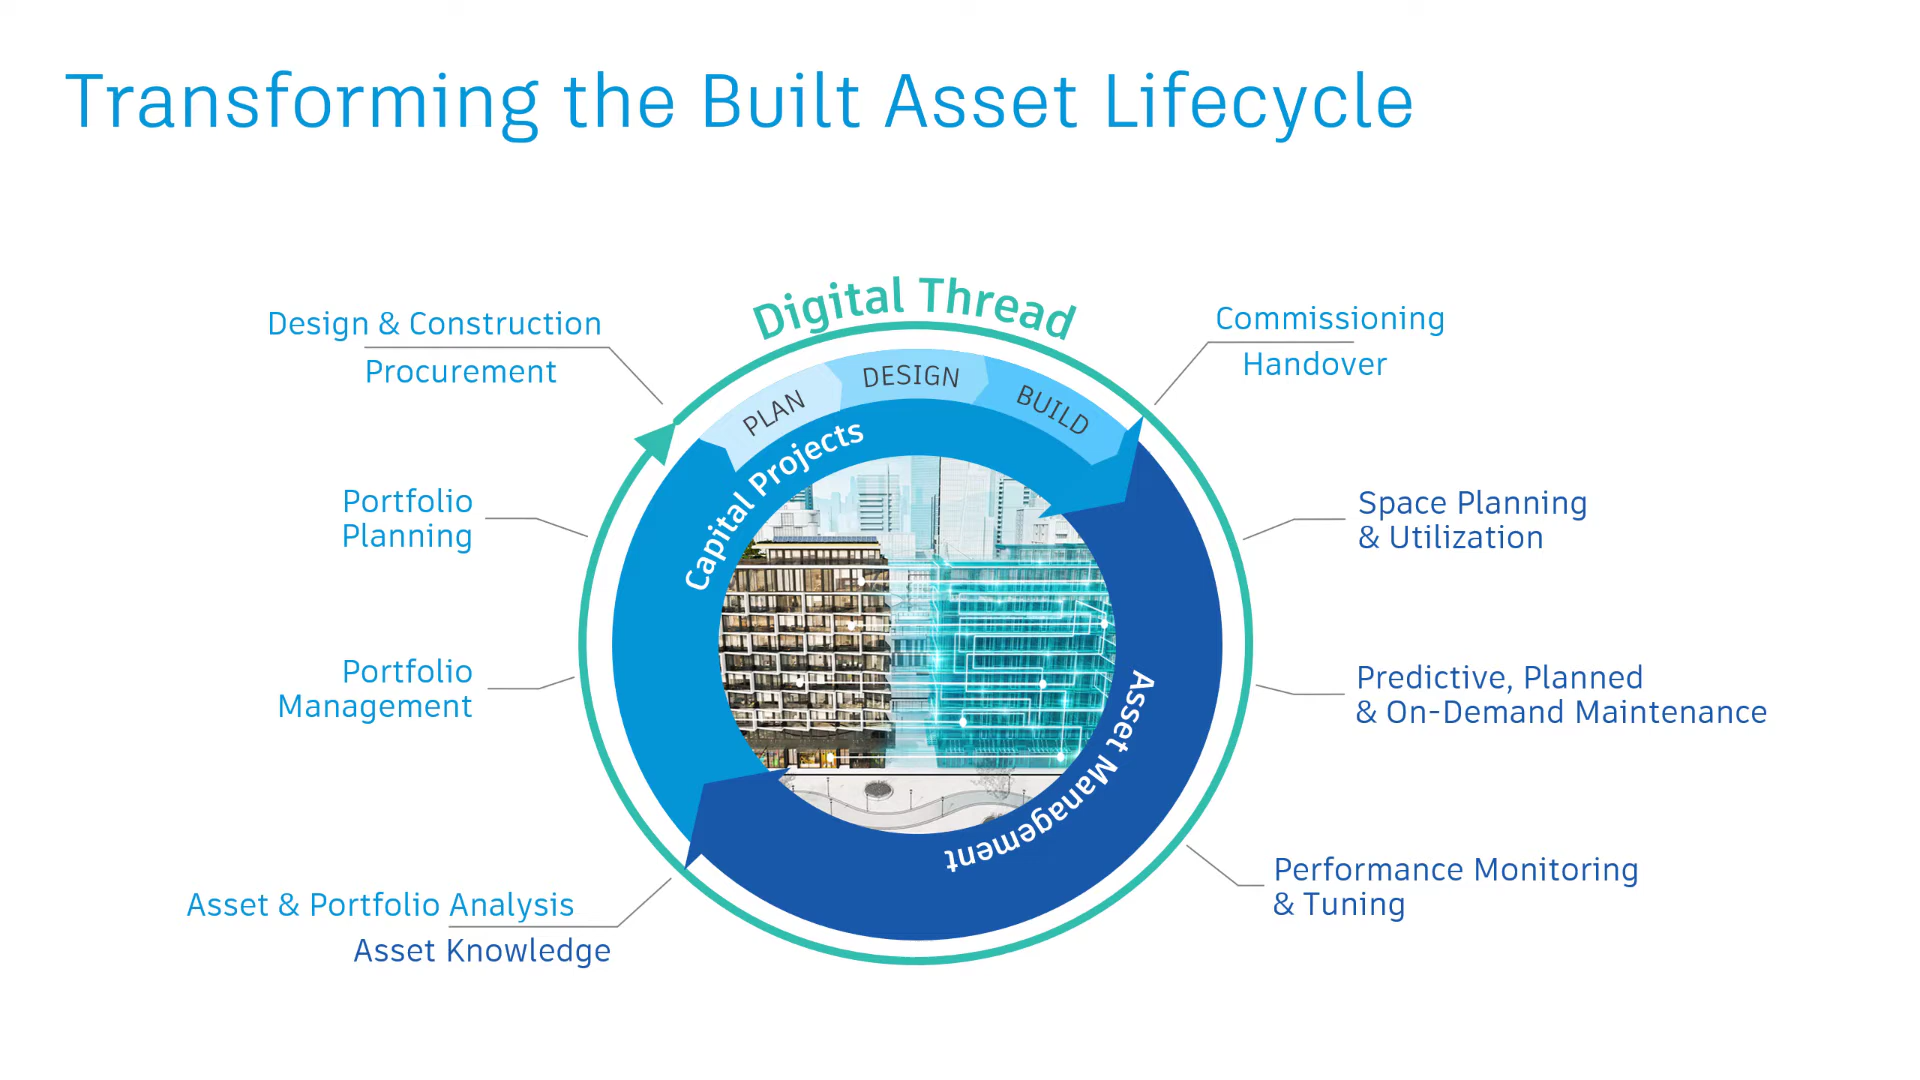 Transforming the Built Asset Lifecycle
Digital Thread
PLAN
DESIGN
BUILD
Capital Projects
Asset Management
Design & Construction
Procurement
Portfolio
Planning
Portfolio
Management
Asset & Portfolio Analysis
Asset Knowledge
Commissioning
Handover
Space Planning
& Utilization
Predictive, Planned
& On-Demand Maintenance
Performance Monitoring
& Tuning